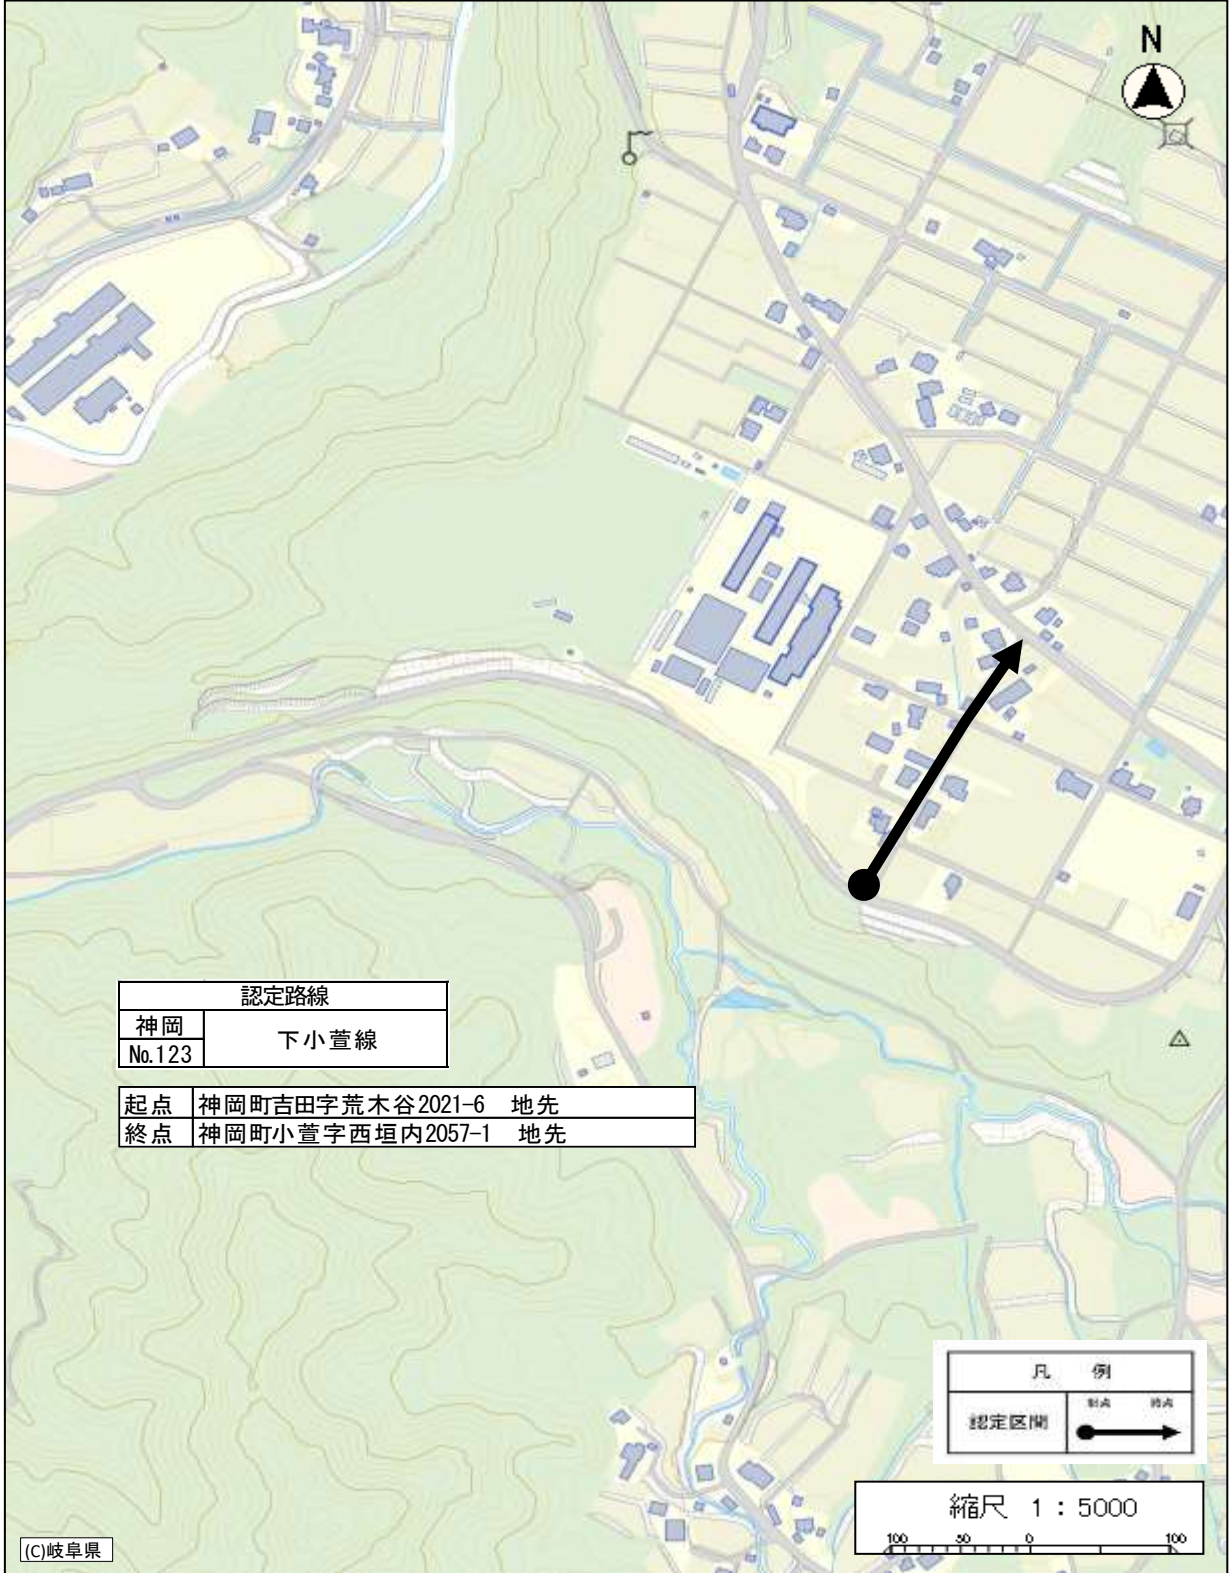 N
認定路線
神岡
No.123
下小萱線
起点 神岡町吉田字荒木谷2021-6 地先
終点 神岡町小萱字西垣内2057-1 地先
凡 例
起点 終点
認定区間
縮尺 1:5000
100 50 0 100
(C)岐阜県